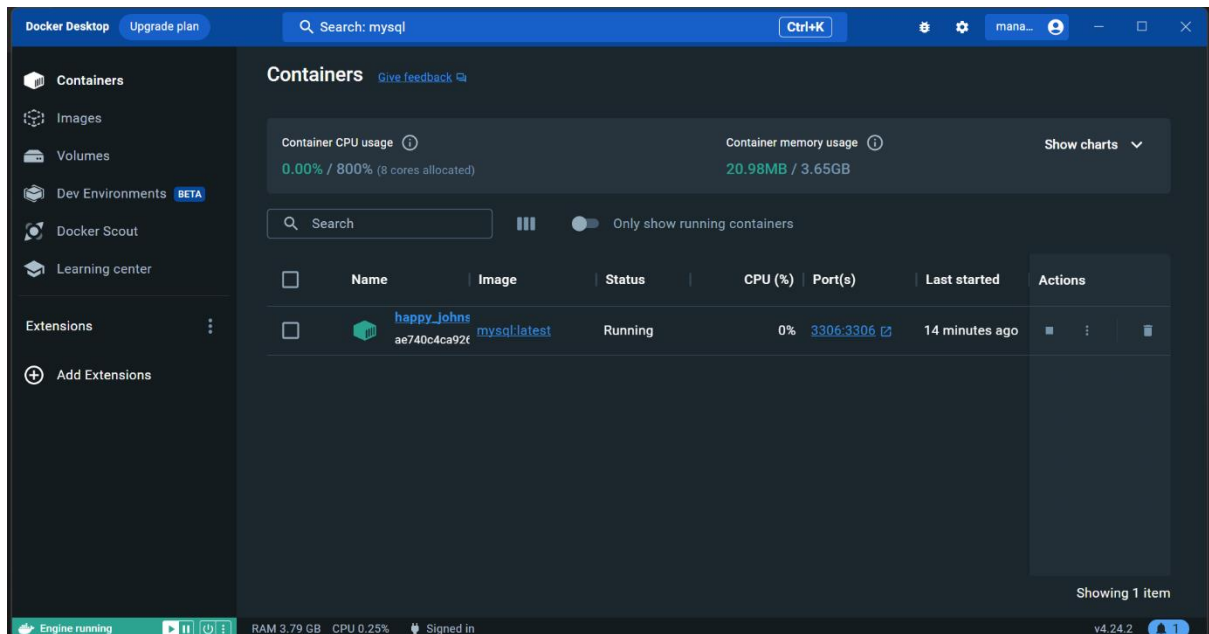 Docker Desktop Upgrade plan Search: mysql Ctrl+K mana...
Containers
Images
Volumes
Dev Environments BETA
Docker Scout
Learning center
Extensions
Add Extensions
Containers Give feedback
Container CPU usage
0.00% / 800% (8 cores allocated)
Container memory usage
20.98MB / 3.65GB
Show charts
Search Only show running containers
Name Image Status CPU (%) Port(s) Last started Actions
happy_johns
ae740c4ca926
mysql:latest Running 0% 3306:3306 14 minutes ago
Showing 1 item
Engine running RAM 3.79 GB CPU 0.25% Signed in v4.24.2 1